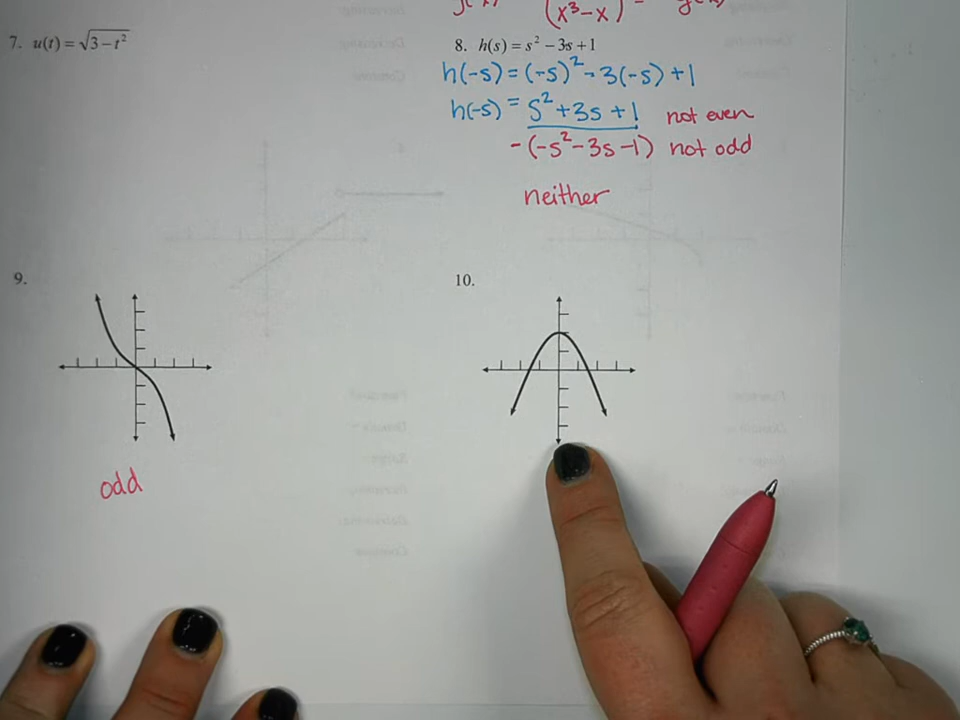 (x³-x)
7. u(t) = √3-t²
8. h(s) = s² - 3s + 1
h(-s) = (-s)² - 3(-s) + 1
h(-s) = s² + 3s + 1 not even
-(-s² - 3s - 1) not odd
neither
9.
10.
odd